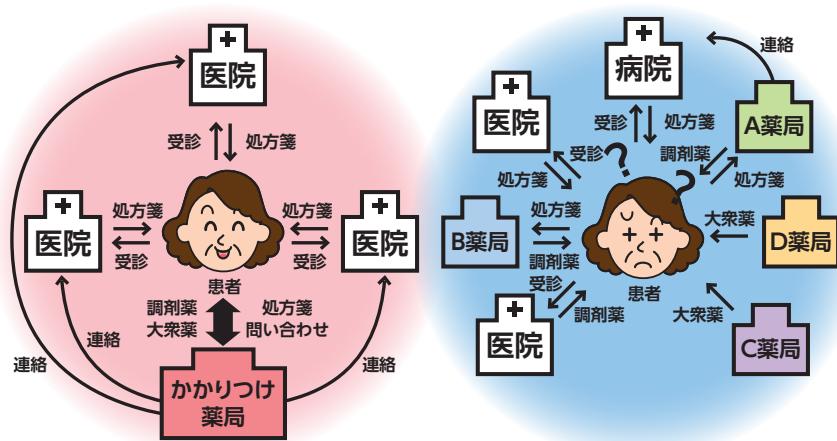 医院
受診
処方箋
処方箋
医院
受診
処方箋
受診
医院
患者
調剤薬
大衆薬
処方箋
問い合わせ
連絡
連絡
連絡
かかりつけ
薬局
病院
連絡
医院
受診
処方箋
A薬局
受診
調剤薬
処方箋
処方箋
?
?
B薬局
処方箋
調剤薬
大衆薬
D薬局
患者
受診
調剤薬
医院
大衆薬
C薬局